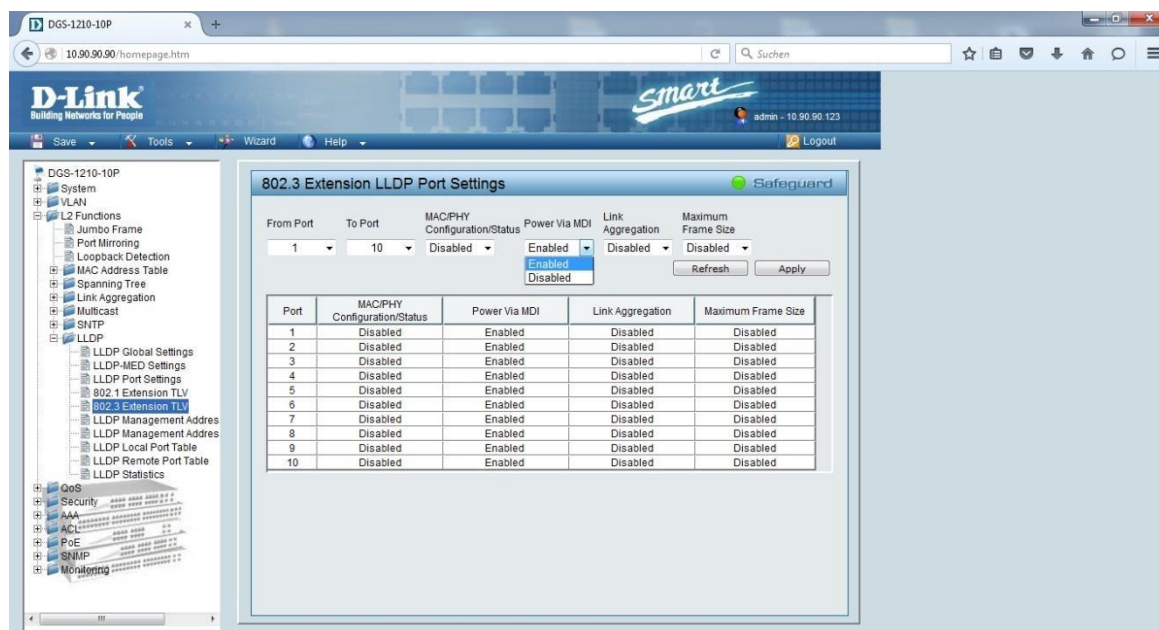 DGS-1210-10P
10.90.90.90/homepage.htm
Suchen
D-Link
Building Networks for People
smart
admin - 10.90.90.123
Save Tools Wizard Help Logout
DGS-1210-10P
System
VLAN
L2 Functions
Jumbo Frame
Port Mirroring
Loopback Detection
MAC Address Table
Spanning Tree
Link Aggregation
Multicast
SNTP
LLDP
LLDP Global Settings
LLDP-MED Settings
LLDP Port Settings
802.1 Extension TLV
802.3 Extension TLV
LLDP Management Addres
LLDP Management Addres
LLDP Local Port Table
LLDP Remote Port Table
LLDP Statistics
QoS
Security
AAA
ACL
PoE
SNMP
Monitoring
802.3 Extension LLDP Port Settings
Safeguard
From Port To Port MAC/PHY Configuration/Status Power Via MDI Link Aggregation Maximum Frame Size
1 10 Disabled Enabled Disabled Disabled
Enabled
Disabled
Refresh Apply
Port MAC/PHY Configuration/Status Power Via MDI Link Aggregation Maximum Frame Size
1 Disabled Enabled Disabled Disabled
2 Disabled Enabled Disabled Disabled
3 Disabled Enabled Disabled Disabled
4 Disabled Enabled Disabled Disabled
5 Disabled Enabled Disabled Disabled
6 Disabled Enabled Disabled Disabled
7 Disabled Enabled Disabled Disabled
8 Disabled Enabled Disabled Disabled
9 Disabled Enabled Disabled Disabled
10 Disabled Enabled Disabled Disabled